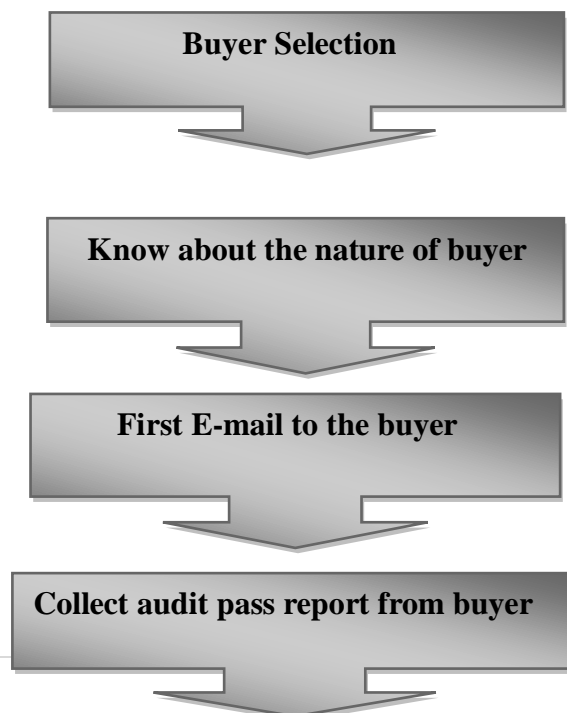 Buyer Selection
Know about the nature of buyer
First E-mail to the buyer
Collect audit pass report from buyer